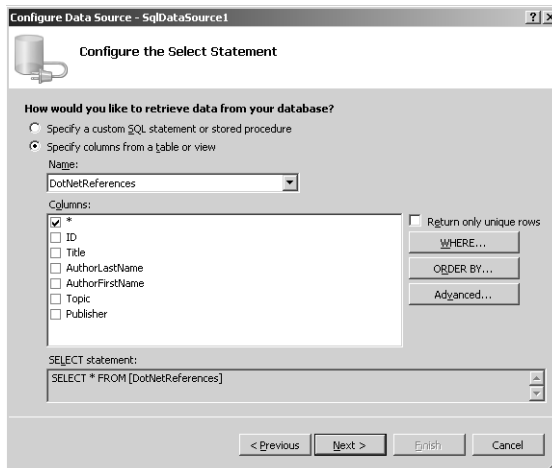 Configure Data Source - SqlDataSource1
Configure the Select Statement
How would you like to retrieve data from your database?
Specify a custom SQL statement or stored procedure
Specify columns from a table or view
Name:
DotNetReferences
Columns:
*
Return only unique rows
ID
WHERE...
Title
AuthorLastName
ORDER BY...
AuthorFirstName
Topic
Advanced...
Publisher
SELECT statement:
SELECT * FROM [DotNetReferences]
< Previous
Next >
Finish
Cancel